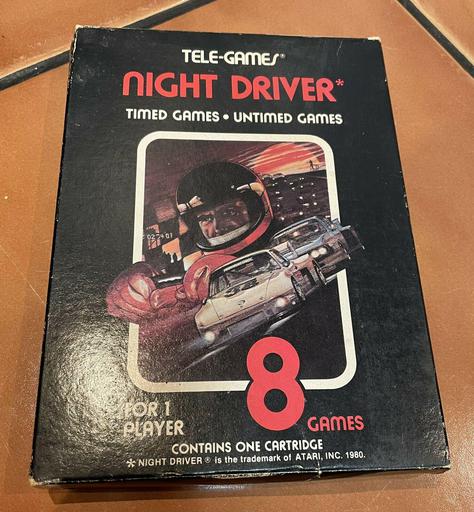 TELE-GAMES®
NIGHT DRIVER*
TIMED GAMES • UNTIMED GAMES
FOR 1
PLAYER
8
GAMES
CONTAINS ONE CARTRIDGE
* NIGHT DRIVER® is the trademark of ATARI, INC. 1980.